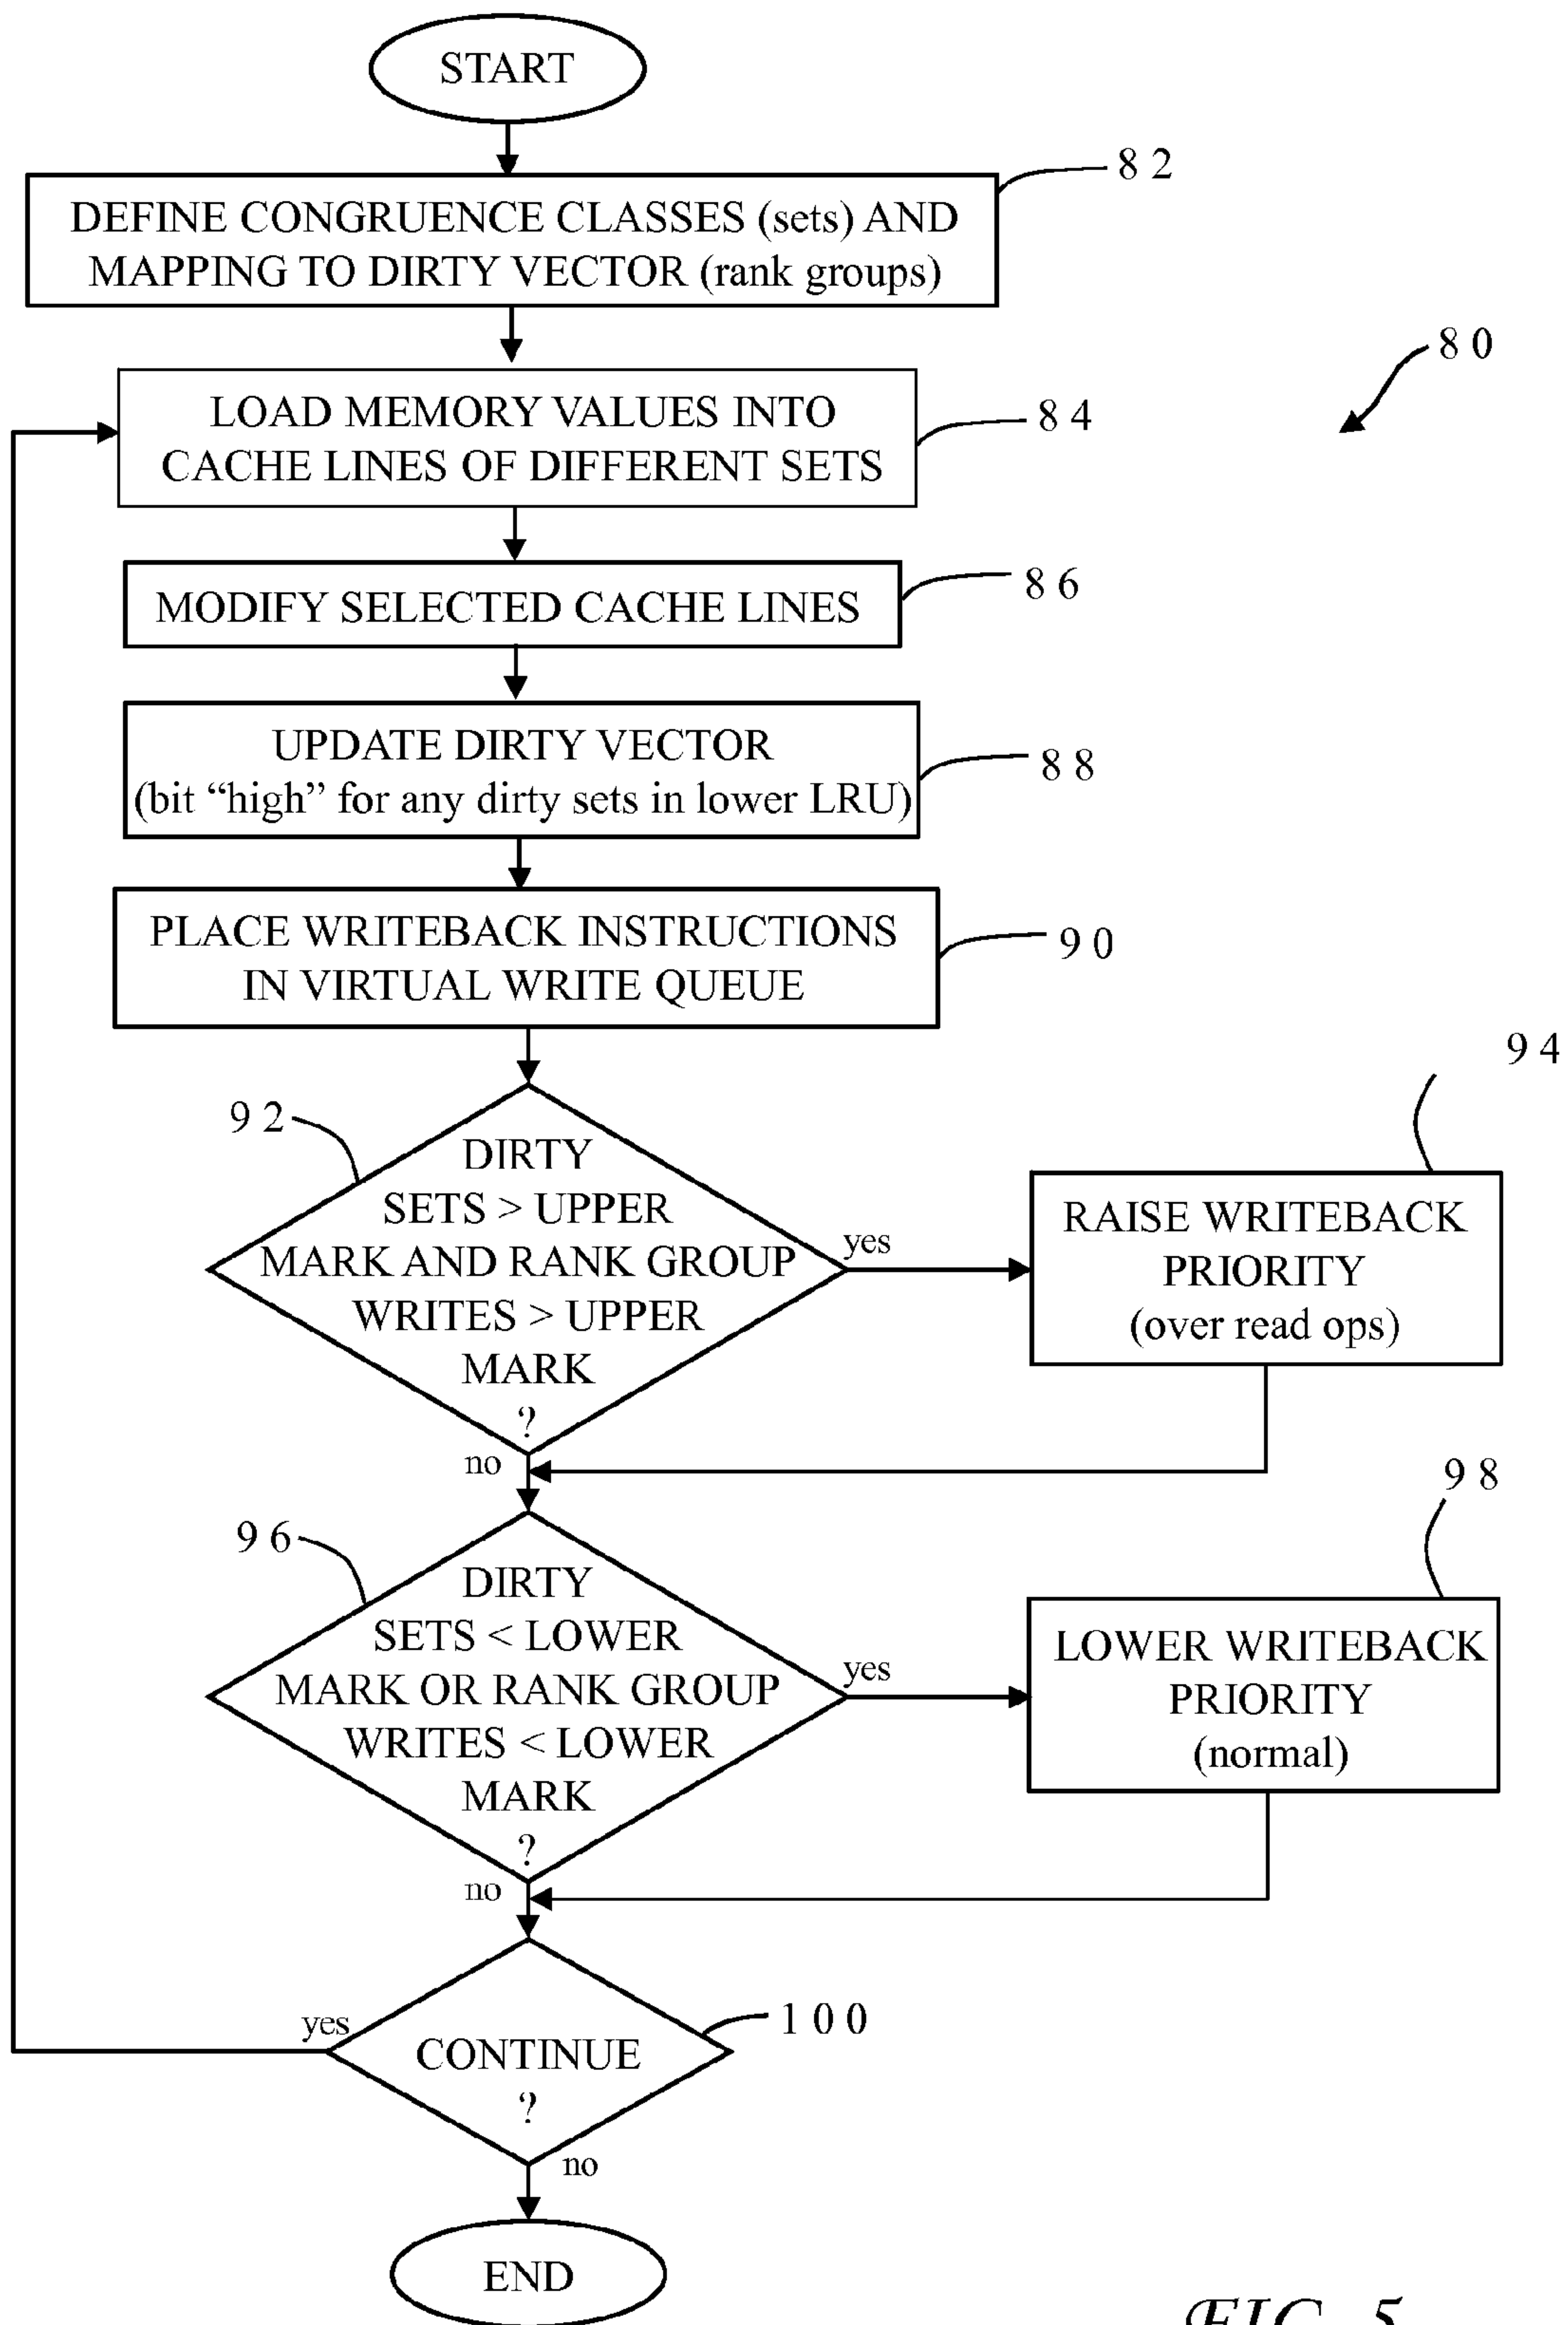 START
82
DEFINE CONGRUENCE CLASSES (sets) AND
MAPPING TO DIRTY VECTOR (rank groups)
80
LOAD MEMORY VALUES INTO
CACHE LINES OF DIFFERENT SETS
84
MODIFY SELECTED CACHE LINES
86
UPDATE DIRTY VECTOR
(bit “high” for any dirty sets in lower LRU)
88
PLACE WRITEBACK INSTRUCTIONS
IN VIRTUAL WRITE QUEUE
90
92
DIRTY
SETS > UPPER
MARK AND RANK GROUP
WRITES > UPPER
MARK
?
yes
no
94
RAISE WRITEBACK
PRIORITY
(over read ops)
96
DIRTY
SETS < LOWER
MARK OR RANK GROUP
WRITES < LOWER
MARK
?
yes
no
98
LOWER WRITEBACK
PRIORITY
(normal)
100
yes
CONTINUE
?
no
END
FIG. 5